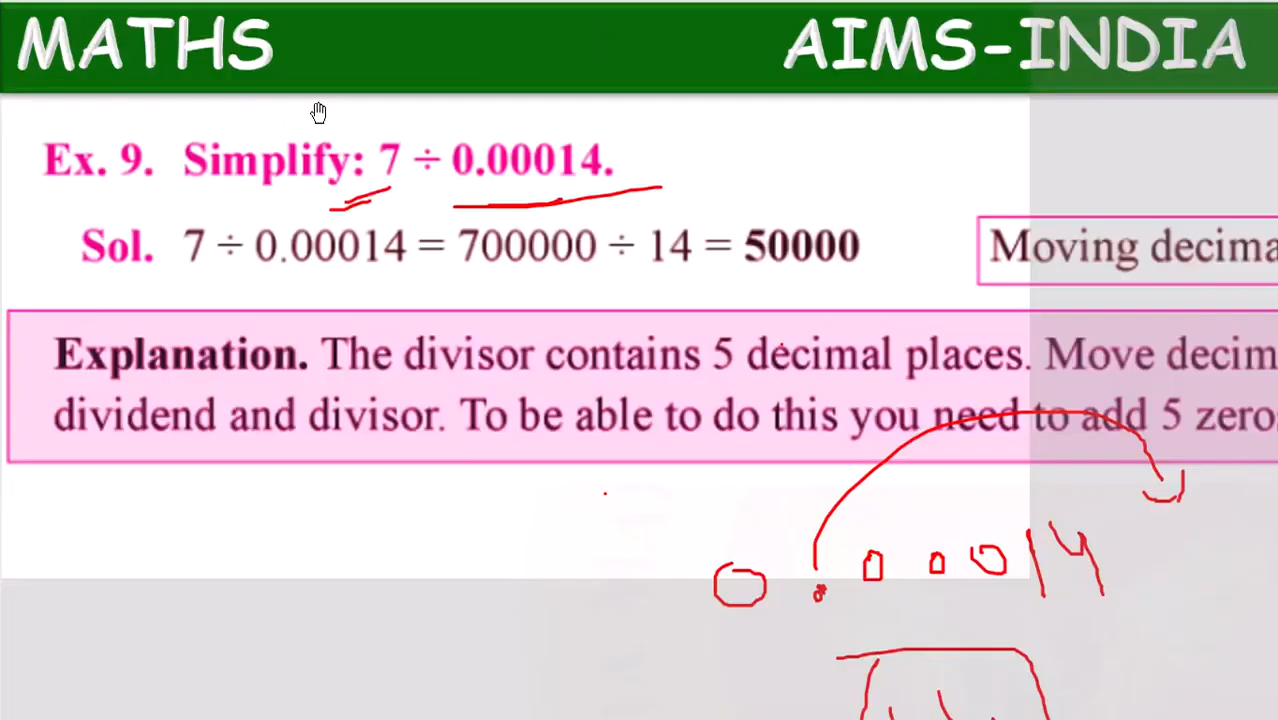 MATHS AIMS-INDIA
Ex. 9. Simplify: 7 ÷ 0.00014.
Sol. 7 ÷ 0.00014 = 700000 ÷ 14 = 50000 Moving decima
Explanation. The divisor contains 5 decimal places. Move decim
dividend and divisor. To be able to do this you need to add 5 zero
0.00014